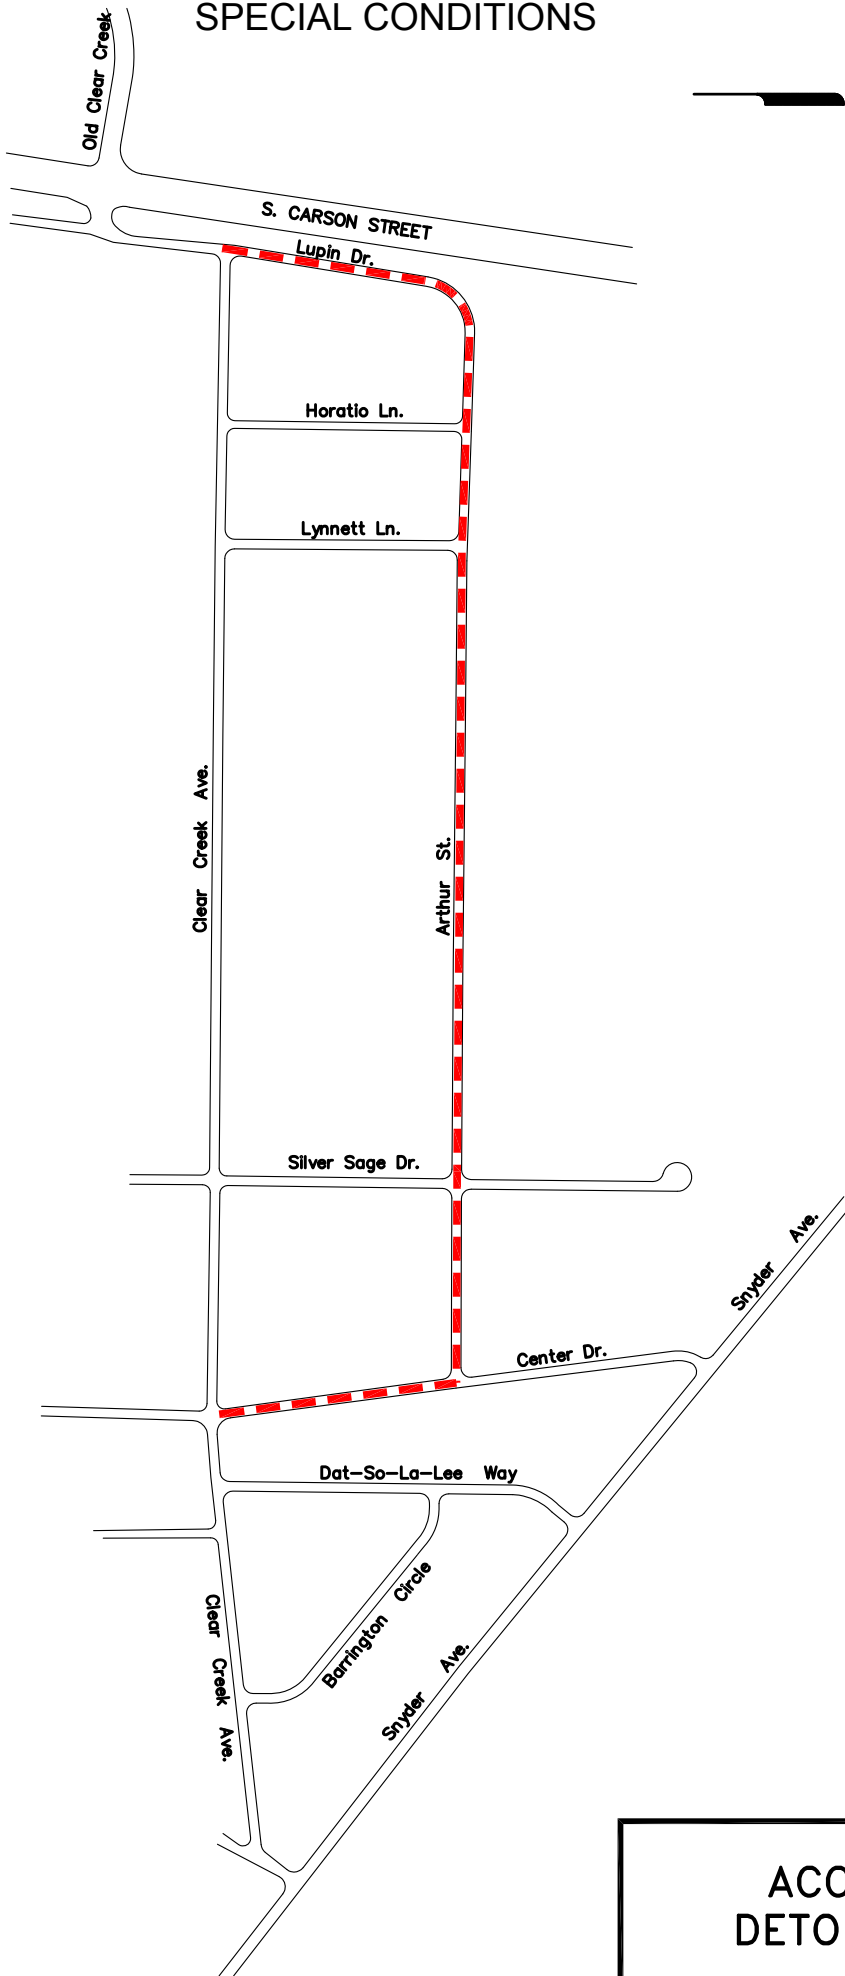 SPECIAL CONDITIONS
Old Clear Creek
S. CARSON STREET
Lupin Dr.
Horatio Ln.
Lynnett Ln.
Clear Creek Ave.
Arthur St.
Silver Sage Dr.
Snyder Ave.
Center Dr.
Dat-So-La-Lee Way
Barrington Circle
Clear Creek Ave.
Snyder Ave.
DETO